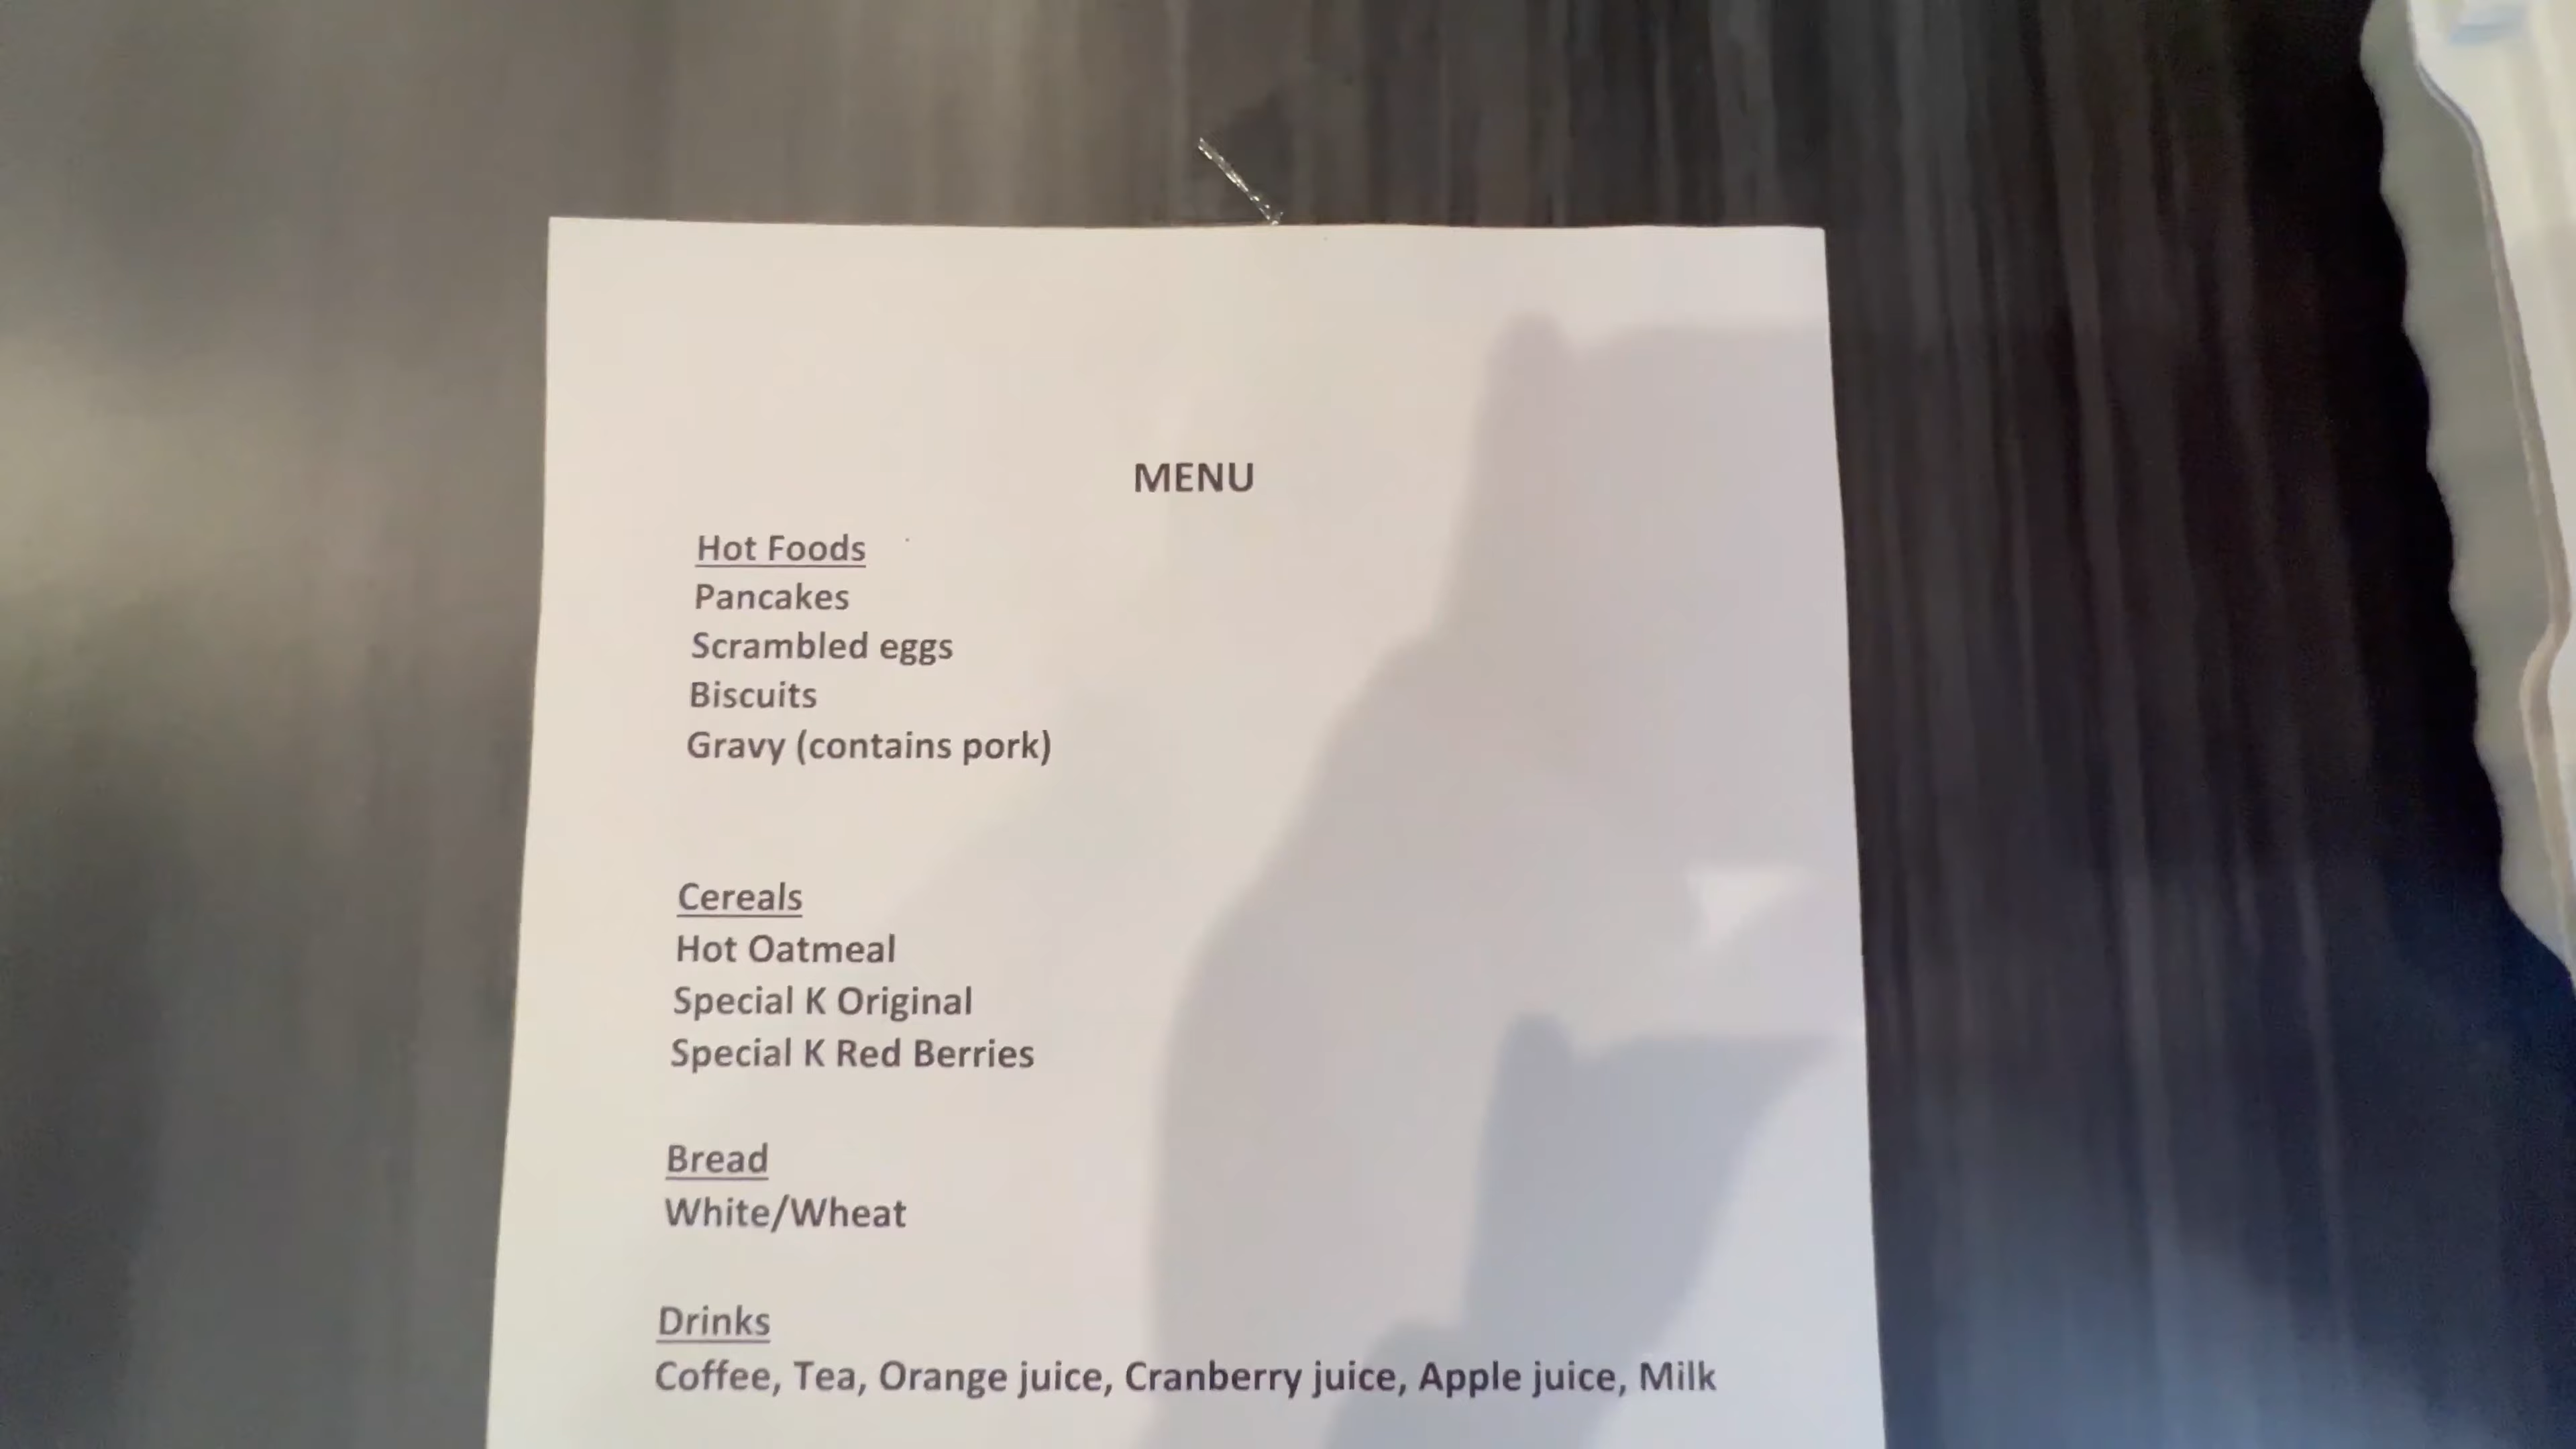 MENU
Hot Foods
Pancakes
Scrambled eggs
Biscuits
Gravy (contains pork)
Cereals
Hot Oatmeal
Special K Original
Special K Red Berries
Bread
White/Wheat
Drinks
Coffee, Tea, Orange juice, Cranberry juice, Apple juice, Milk